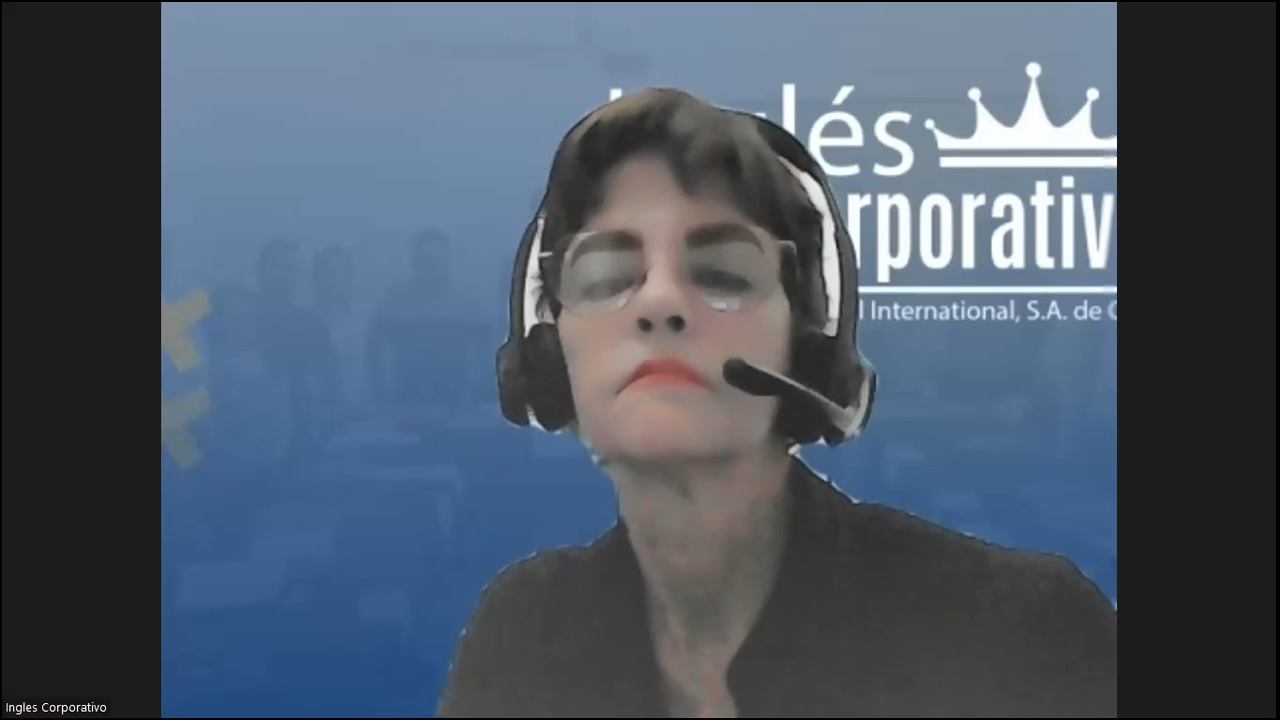 lés
rporativ
l International, S.A. de C
Ingles Corporativo